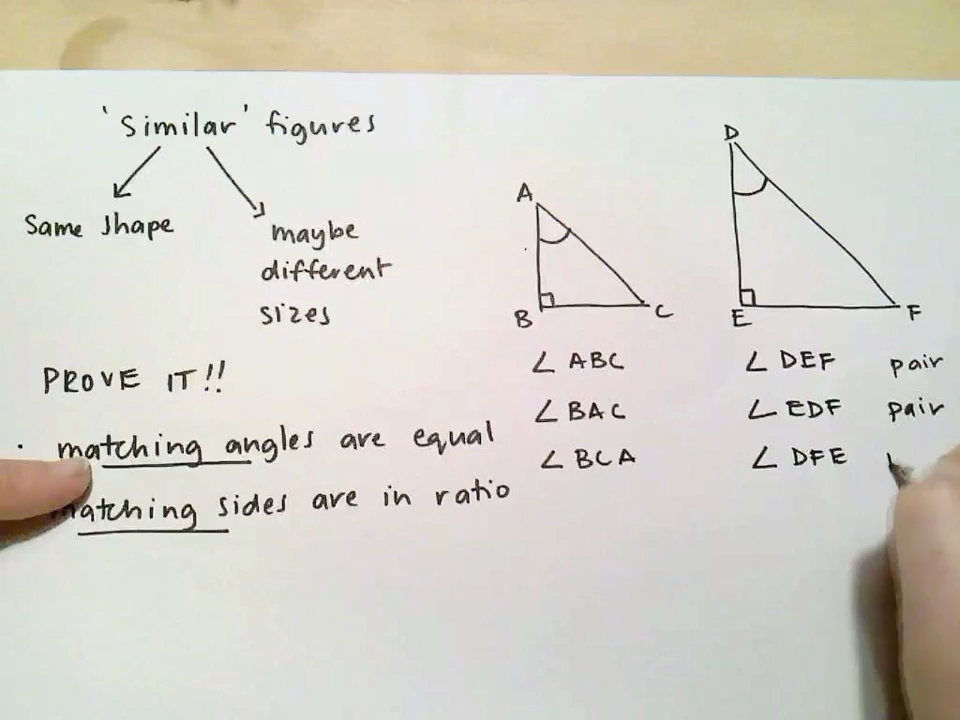 'Similar' figures
Same shape
maybe
different
sizes
PROVE IT!!
• matching angles are equal
matching sides are in ratio
A
B
C
D
E
F
∠ ABC ∠ DEF pair
∠ BAC ∠ EDF pair
∠ BCA ∠ DFE